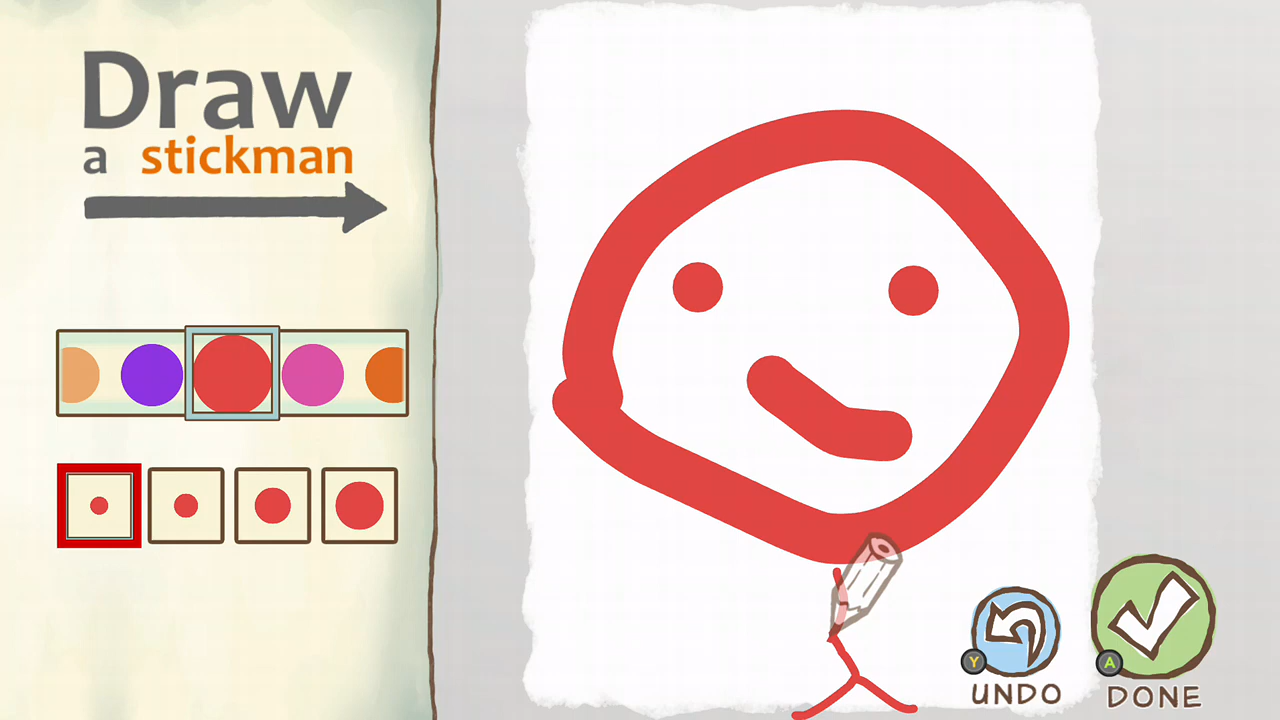 Draw
a stickman
Y
UNDO
A
DONE